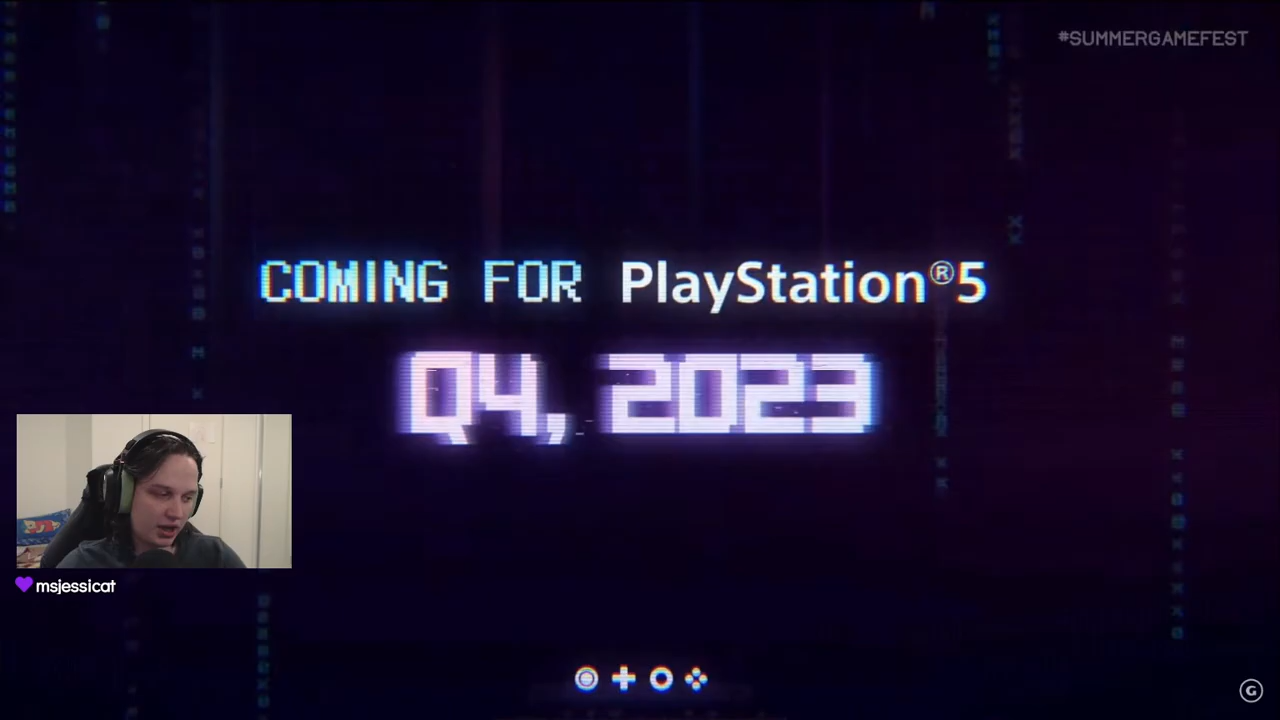 #SUMMERGAMEFEST
COMING FOR PlayStation®5
Q4, 2023
msjessicat
G